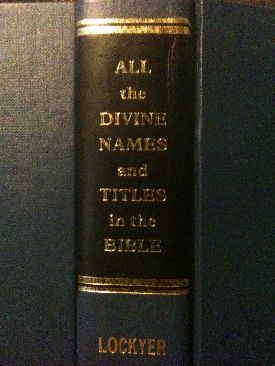 ALL
the
DIVINE
NAMES
and
TITLES
in the
BIBLE
LOCKYER